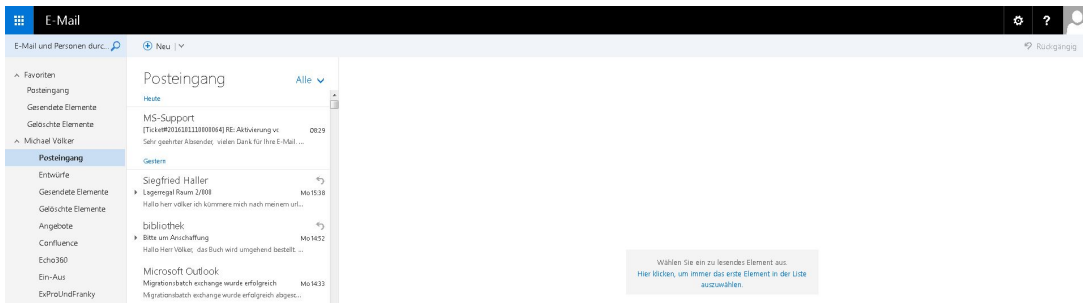 E-Mail
?
E-Mail und Personen durc...
Neu
Rückgängig
Favoriten
Posteingang
Gesendete Elemente
Gelöschte Elemente
Michael Völker
Posteingang
Entwürfe
Gesendete Elemente
Gelöschte Elemente
Angebote
Confluence
Echo360
Ein-Aus
ExProUndFranky
Posteingang
Alle
Heute
MS-Support
[Ticket#2016101110000064] RE: Aktivierung vc 08:29
Sehr geehrter Absender, vielen Dank für Ihre E-Mail. ...
Gestern
Siegfried Haller
Lagerregal Raum 2/008 Mo 15:38
Hallo herr völker ich kümmere mich nach meinem url...
bibliothek
Bitte um Anschaffung Mo 14:52
Hallo Herr Völker, das Buch wird umgehend bestellt. ...
Microsoft Outlook
Migrationsbatch exchange wurde erfolgreich Mo 14:33
Migrationsbatch exchange wurde erfolgreich abgesc...
Wählen Sie ein zu lesendes Element aus.
Hier klicken, um immer das erste Element in der Liste
auszuwählen.